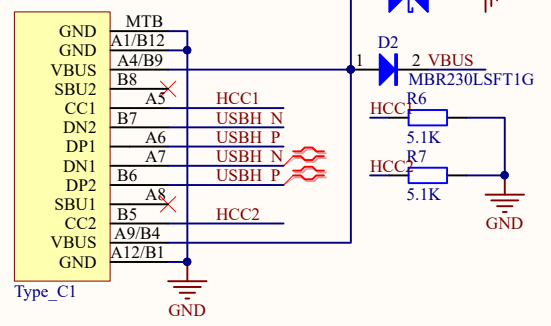 GND MTB
GND A1/B12
VBUS A4/B9
SBU2 B8
CC1 A5 HCC1
DN2 B7 USBH_N
DP1 A6 USBH_P
DN1 A7 USBH_N
DP2 B6 USBH_P
SBU1 A8
CC2 B5 HCC2
VBUS A9/B4
GND A12/B1
Type_C1
GND
D2
1 2 VBUS
MBR230LSFT1G
HCC1 R6
5.1K
HCC2 R7
5.1K
GND